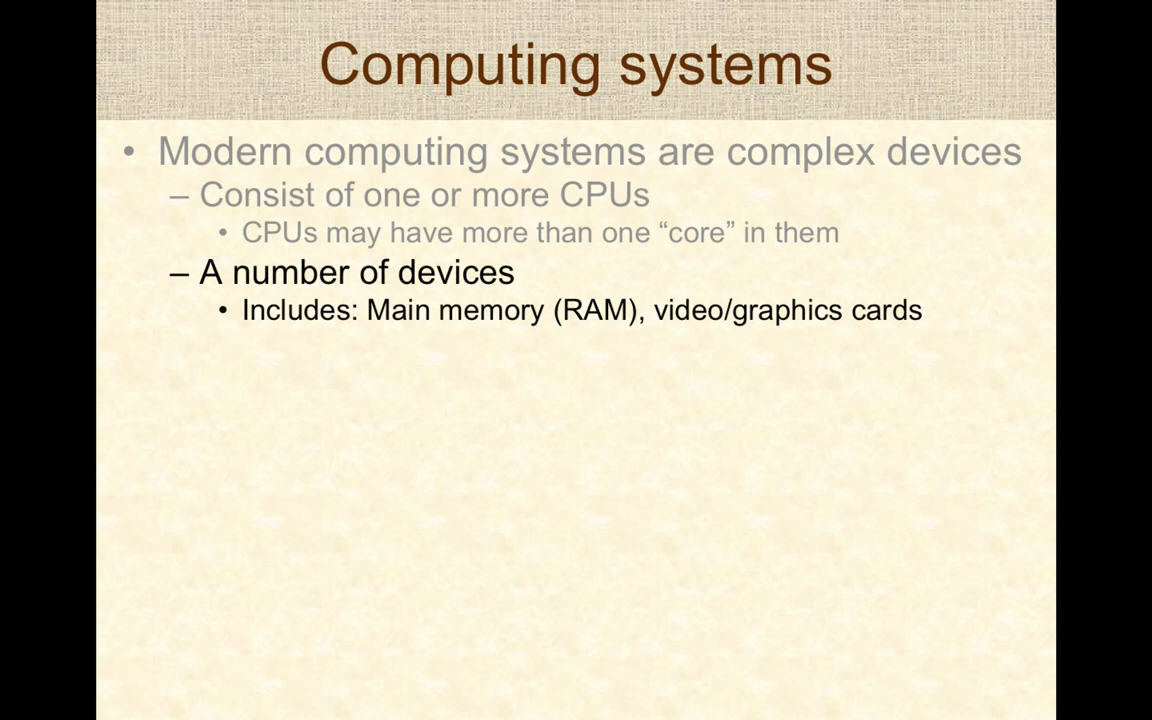 Computing systems
• Modern computing systems are complex devices
– Consist of one or more CPUs
• CPUs may have more than one “core” in them
– A number of devices
• Includes: Main memory (RAM), video/graphics cards